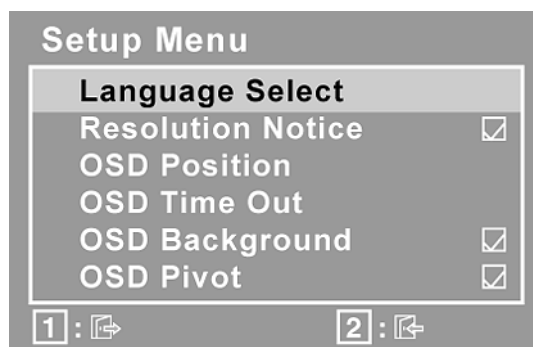 Setup Menu
Language Select
Resolution Notice
OSD Position
OSD Time Out
OSD Background
OSD Pivot
1 : 2 :